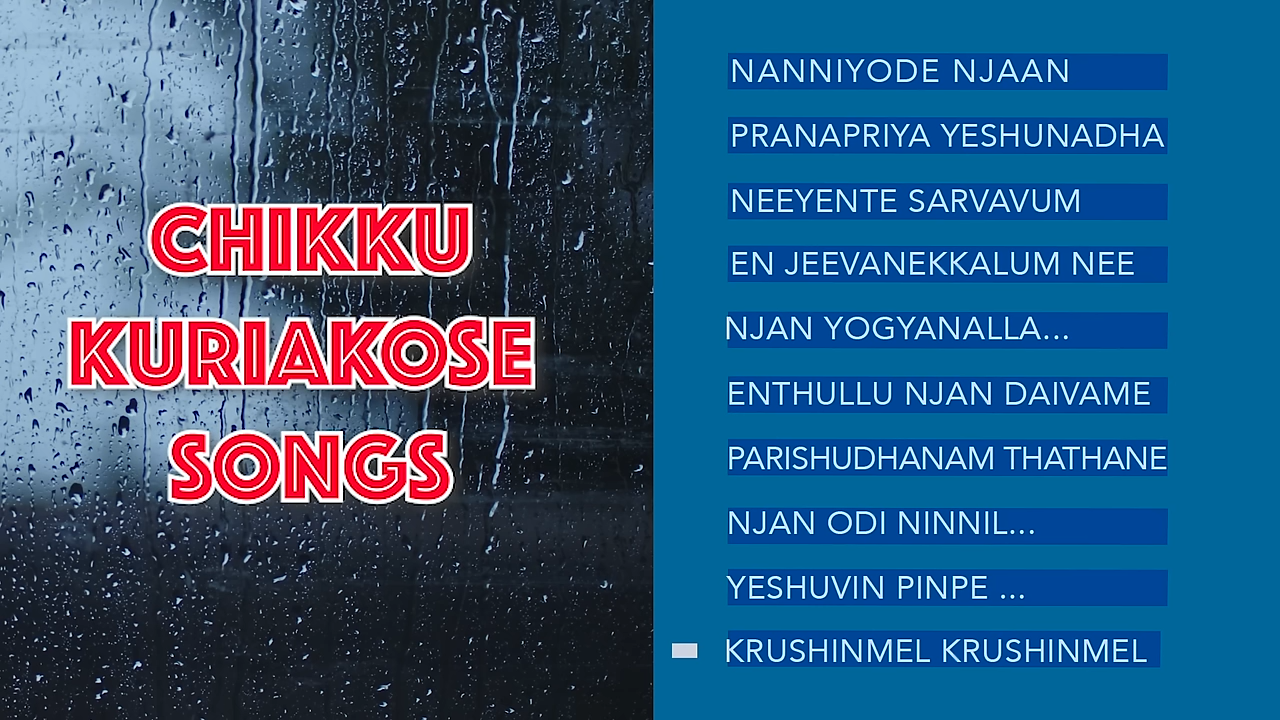 CHIKKU
KURIAKOSE
SONGS
NANNIYODE NJAAN
PRANAPRIYA YESHUNADHA
NEEYENTE SARVAVUM
EN JEEVANEKKALUM NEE
NJAN YOGYANALLA...
ENTHULLU NJAN DAIVAME
PARISHUDHANAM THATHANE
NJAN ODI NINNIL...
YESHUVIN PINPE ...
KRUSHINMEL KRUSHINMEL